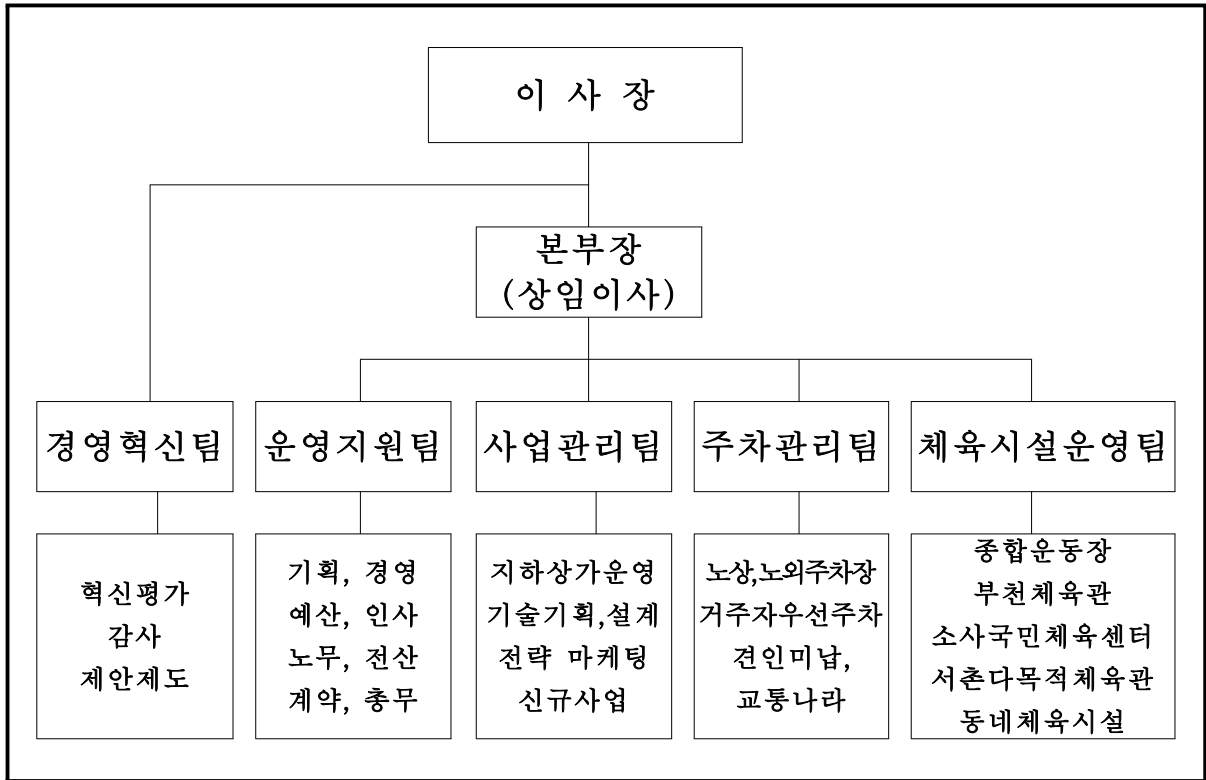 이 사 장
본부장
(상임이사)
경영혁신팀
운영지원팀
사업관리팀
주차관리팀
체육시설운영팀
혁신평가
감사
제안제도
기획, 경영
예산, 인사
노무, 전산
계약, 총무
지하상가운영
기술기획,설계
전략 마케팅
신규사업
노상,노외주차장
거주자우선주차
견인미납,
교통나라
종합운동장
부천체육관
소사국민체육센터
서촌다목적체육관
동네체육시설